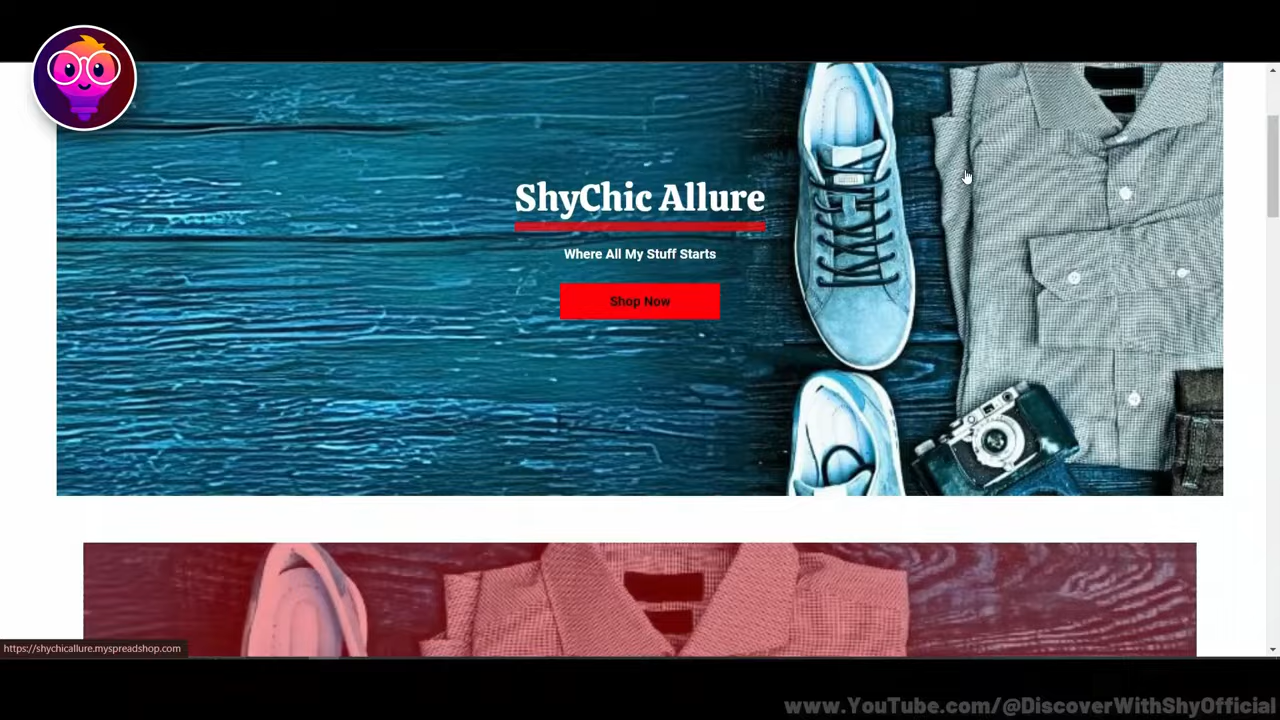 ShyChic Allure
Where All My Stuff Starts
Shop Now
https://shychicallure.myspreadshop.com
www.YouTube.com/@DiscoverWithShyOfficial